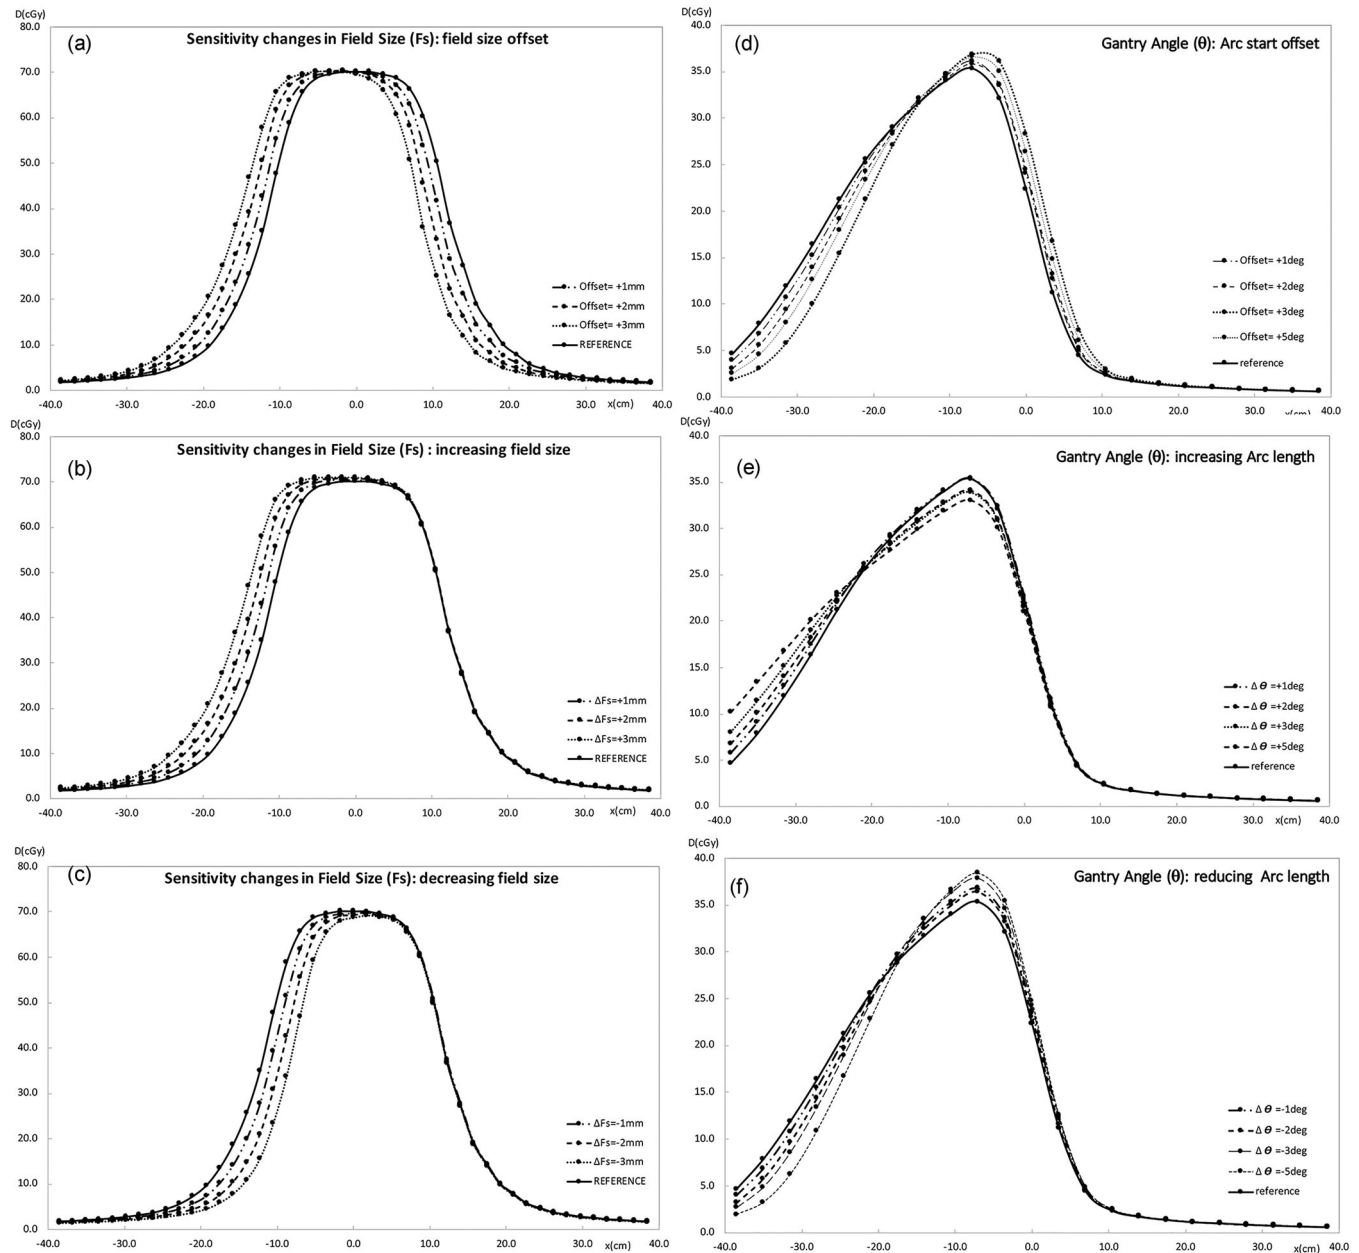 D(cGy)
80.0
(a)
Sensitivity changes in Field Size (Fs): field size offset
70.0
60.0
50.0
40.0
30.0
20.0
10.0
0.0
Offset= +1mm
Offset= +2mm
Offset= +3mm
REFERENCE
-40.0 -30.0 -20.0 -10.0 0.0 10.0 20.0 30.0 40.0
x(cm)
80.0
(b)
Sensitivity changes in Field Size (Fs) : increasing field size
70.0
60.0
50.0
40.0
30.0
20.0
10.0
0.0
ΔFs=+1mm
ΔFs=+2mm
ΔFs=+3mm
REFERENCE
-40.0 -30.0 -20.0 -10.0 0.0 10.0 20.0 30.0 40.0
x(cm)
D(cGy)
80.0
(c)
Sensitivity changes in Field Size (Fs): decreasing field size
70.0
60.0
50.0
40.0
30.0
20.0
10.0
0.0
ΔFs=-1mm
ΔFs=-2mm
ΔFs=-3mm
REFERENCE
-40.0 -30.0 -20.0 -10.0 0.0 10.0 20.0 30.0 40.0
x(cm)
D(cGy)
40.0
(d)
Gantry Angle (θ): Arc start offset
35.0
30.0
25.0
20.0
15.0
10.0
5.0
0.0
Offset= +1deg
Offset= +2deg
Offset= +3deg
Offset= +5deg
reference
-40.0 -30.0 -20.0 -10.0 0.0 10.0 20.0 30.0 40.0
x(cm)
D(cGy)
40.0
(e)
Gantry Angle (θ): increasing Arc length
35.0
30.0
25.0
20.0
15.0
10.0
5.0
0.0
Δ θ =+1deg
Δ θ =+2deg
Δ θ =+3deg
Δ θ =+5deg
reference
-40.0 -30.0 -20.0 -10.0 0.0 10.0 20.0 30.0 40.0
x(cm)
D(cGy)
40.0
(f)
Gantry Angle (θ): reducing Arc length
35.0
30.0
25.0
20.0
15.0
10.0
5.0
0.0
Δ θ =-1deg
Δ θ =-2deg
Δ θ =-3deg
Δ θ =-5deg
reference
-40.0 -30.0 -20.0 -10.0 0.0 10.0 20.0 30.0 40.0
x(cm)